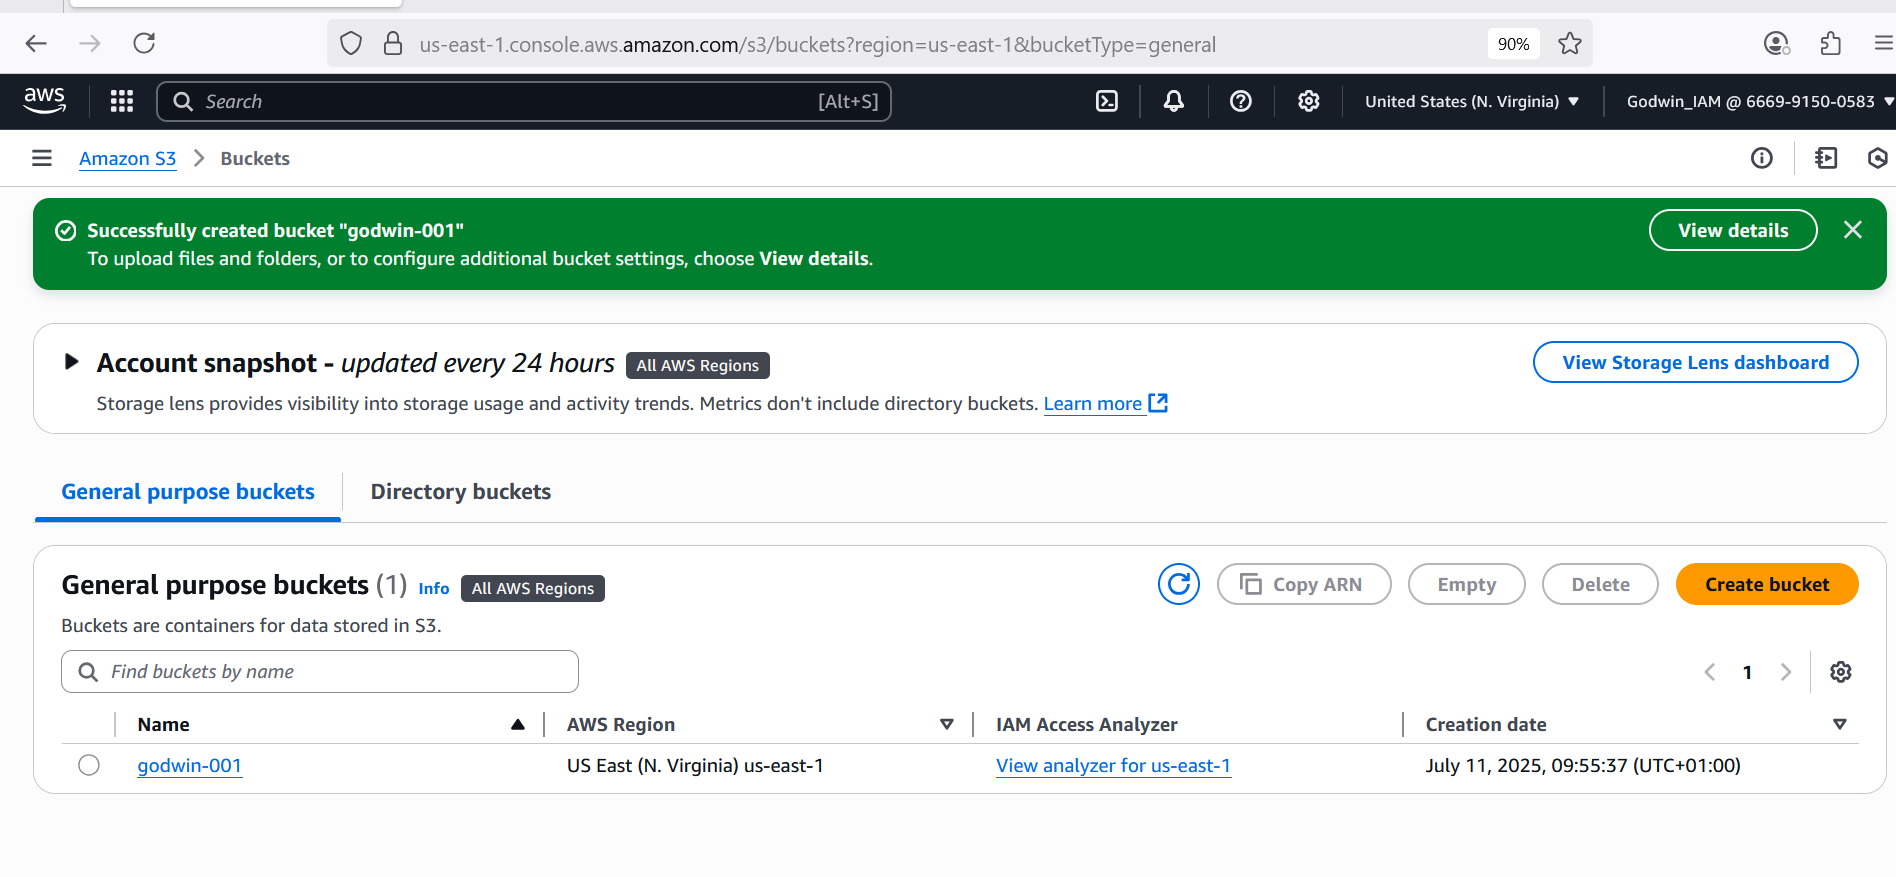 us-east-1.console.aws.amazon.com/s3/buckets?region=us-east-1&bucketType=general
90%
aws
Search
[Alt+S]
United States (N. Virginia)
Godwin_IAM @ 6669-9150-0583
Amazon S3
Buckets
Successfully created bucket "godwin-001"
To upload files and folders, or to configure additional bucket settings, choose View details.
View details
Account snapshot - updated every 24 hours
All AWS Regions
View Storage Lens dashboard
Storage lens provides visibility into storage usage and activity trends. Metrics don't include directory buckets. Learn more
General purpose buckets
Directory buckets
General purpose buckets (1)
Info
All AWS Regions
Copy ARN
Empty
Delete
Create bucket
Buckets are containers for data stored in S3.
Find buckets by name
1
Name
AWS Region
IAM Access Analyzer
Creation date
godwin-001
US East (N. Virginia) us-east-1
View analyzer for us-east-1
July 11, 2025, 09:55:37 (UTC+01:00)